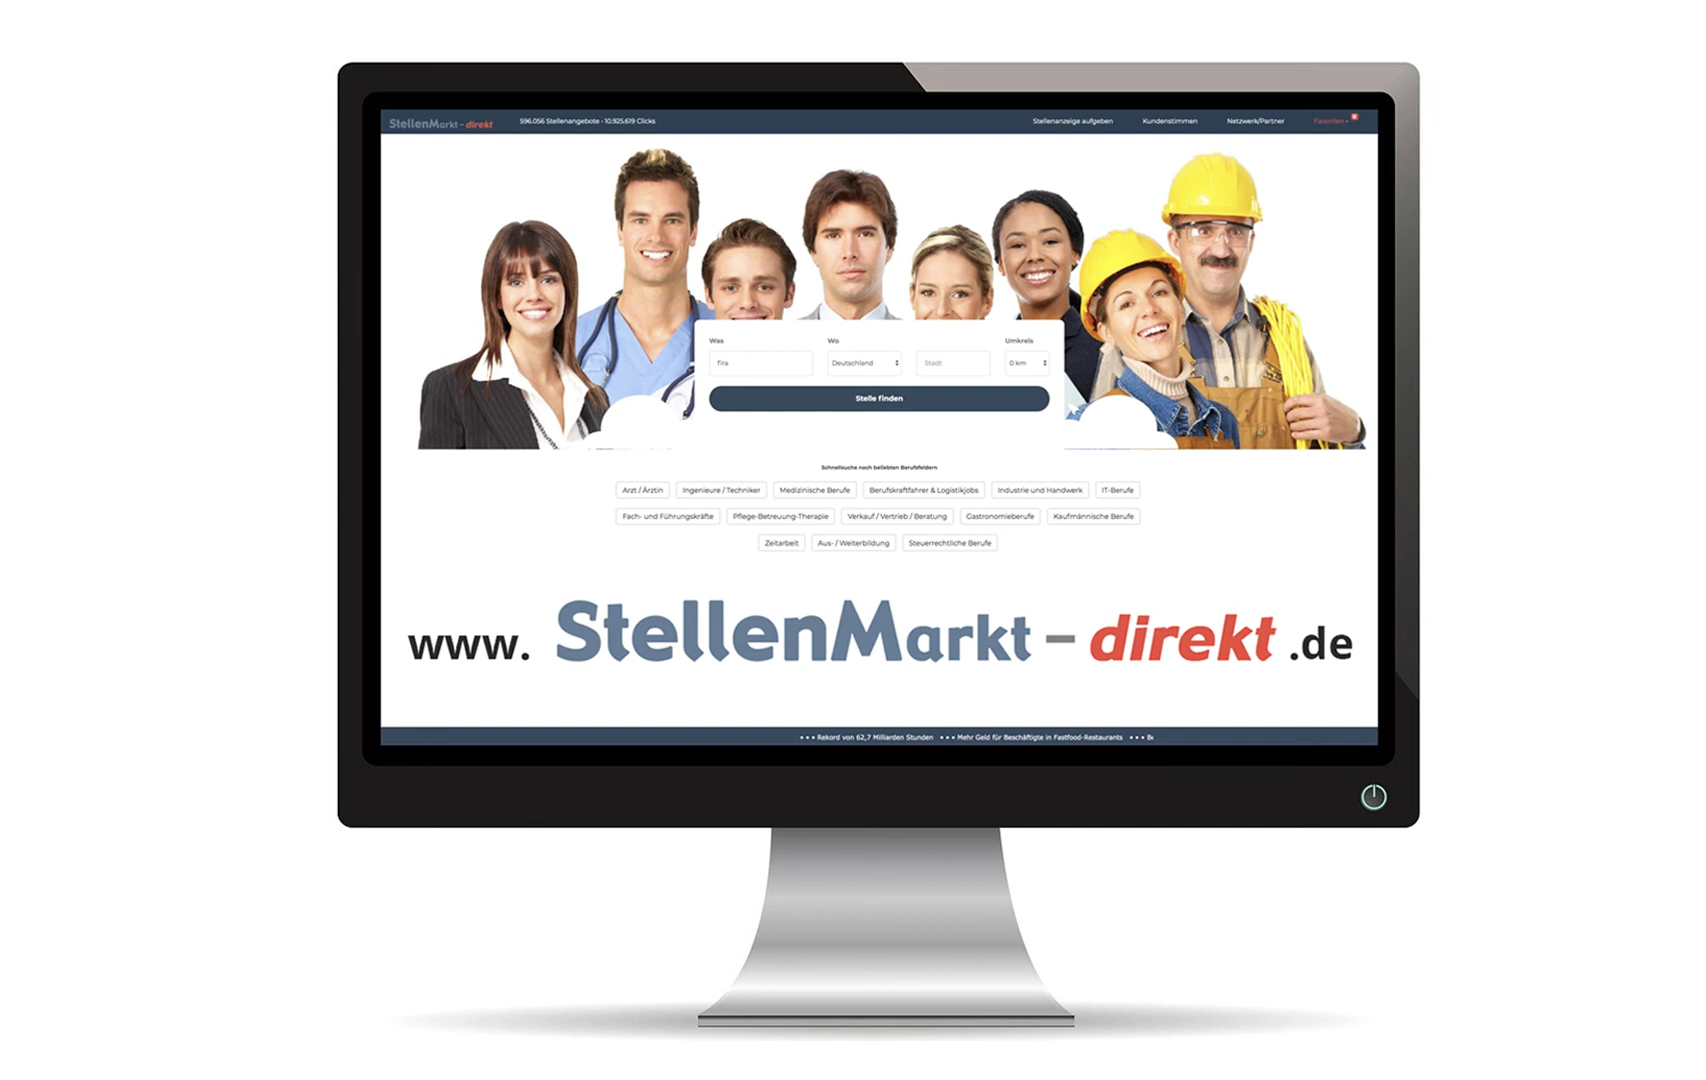 StellenMarkt - direkt 596.056 Stellenangebote • 10.925.619 Clicks Stellenanzeige aufgeben Kundenstimmen Netzwerk/Partner Favoriten
Was Wo Umkreis
fira Deutschland Stadt 0 km
Stelle finden
Schnellsuche nach beliebten Berufsfeldern
Arzt / Ärztin Ingenieure / Techniker Medizinische Berufe Berufskraftfahrer & Logistikjobs Industrie und Handwerk IT-Berufe
Fach- und Führungskräfte Pflege-Betreuung-Therapie Verkauf / Vertrieb / Beratung Gastronomieberufe Kaufmännische Berufe
Zeitarbeit Aus- / Weiterbildung Steuerrechtliche Berufe
www. StellenMarkt - direkt .de
• • • Rekord von 62,7 Milliarden Stunden • • • Mehr Geld für Beschäftigte in Fastfood-Restaurants • • •